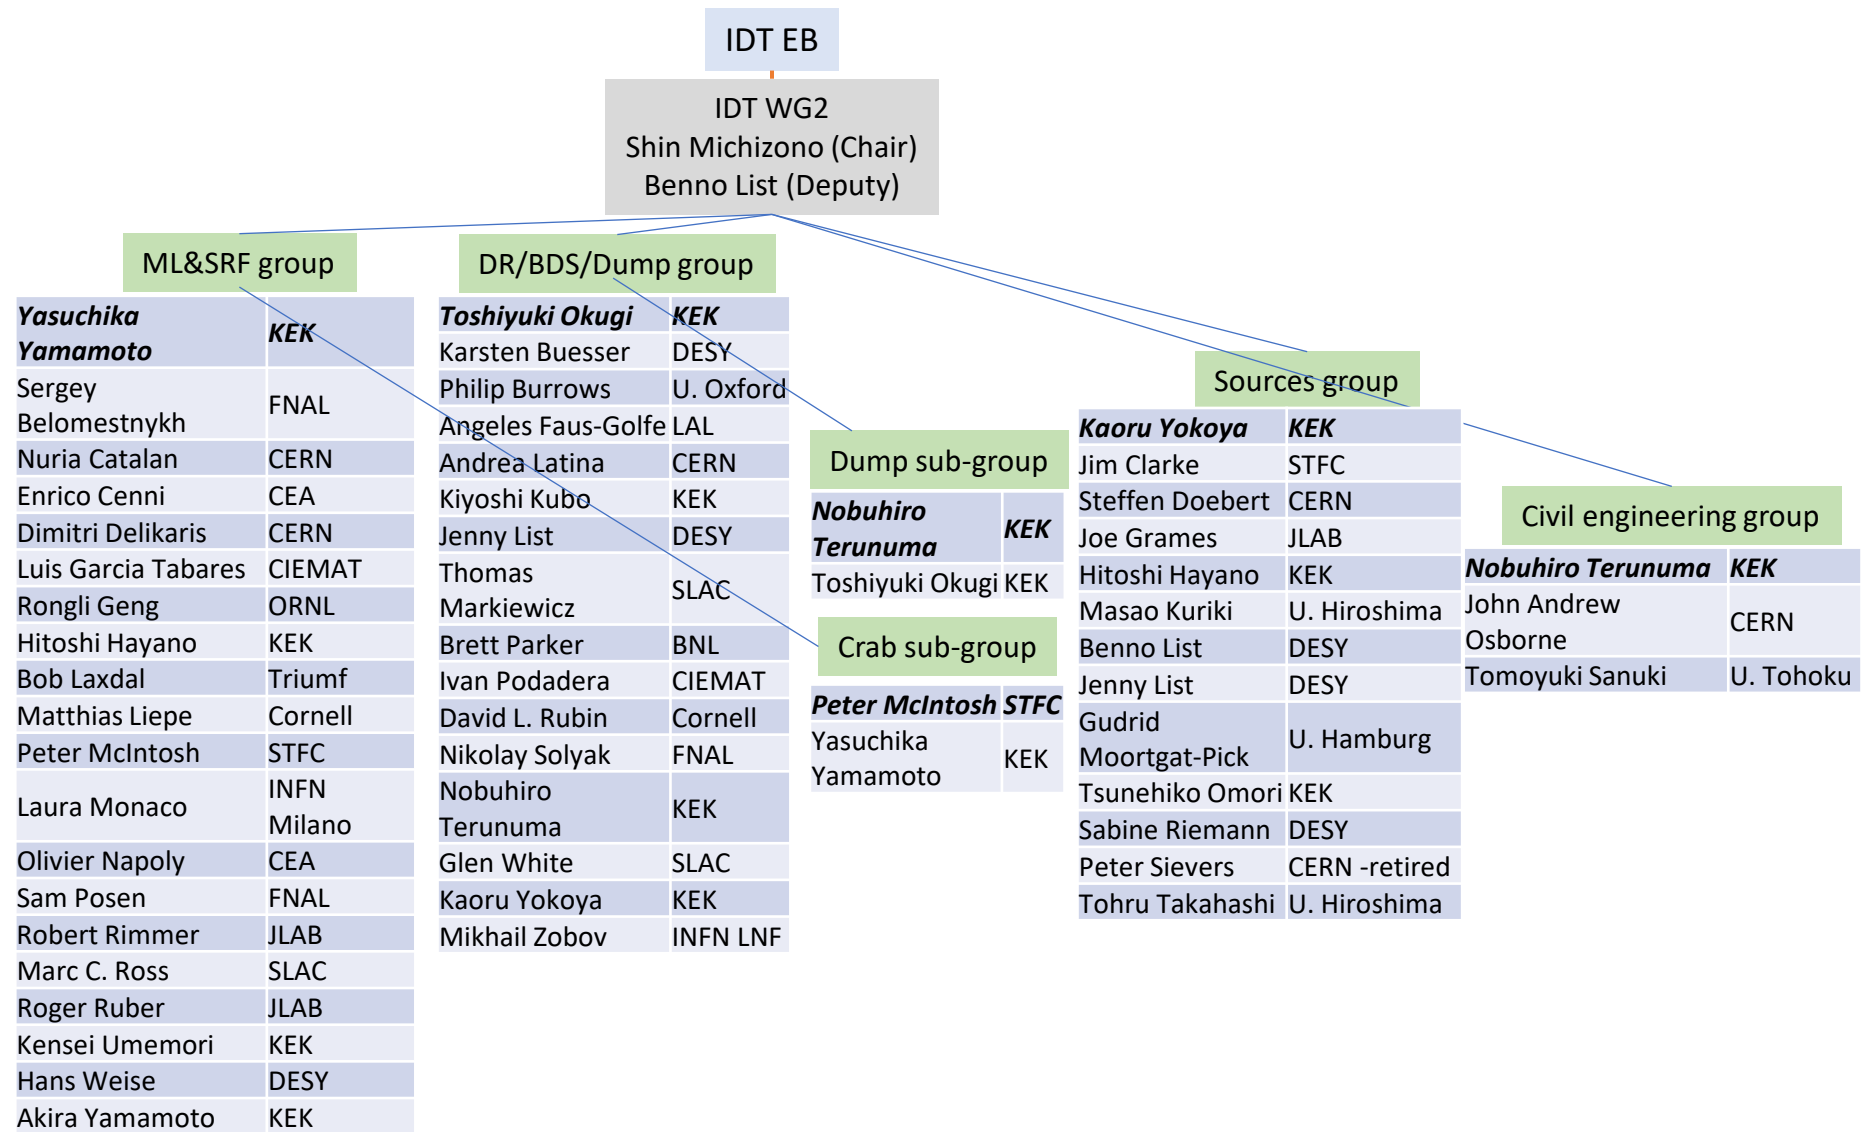 IDT EB
IDT WG2
Shin Michizono (Chair)
Benno List (Deputy)
ML&SRF group
Yasuchika
Yamamoto
KEK
Sergey
Belomestnykh
FNAL
Nuria Catalan CERN
Enrico Cenni CEA
Dimitri Delikaris CERN
Luis Garcia Tabares CIEMAT
Rongli Geng ORNL
Hitoshi Hayano KEK
Bob Laxdal Triumf
Matthias Liepe Cornell
Peter McIntosh STFC
Laura Monaco
INFN
Milano
Olivier Napoly CEA
Sam Posen FNAL
Robert Rimmer JLAB
Marc C. Ross SLAC
Roger Ruber JLAB
Kensei Umemori KEK
Hans Weise DESY
Akira Yamamoto KEK
DR/BDS/Dump group
Toshiyuki Okugi KEK
Karsten Buesser DESY
Philip Burrows U. Oxford
Angeles Faus-Golfe LAL
Andrea Latina CERN
Kiyoshi Kubo KEK
Jenny List DESY
Thomas
Markiewicz
SLAC
Brett Parker BNL
Ivan Podadera CIEMAT
David L. Rubin Cornell
Nikolay Solyak FNAL
Nobuhiro
Terunuma
KEK
Glen White SLAC
Kaoru Yokoya KEK
Mikhail Zobov INFN LNF
Dump sub-group
Nobuhiro
Terunuma
KEK
Toshiyuki Okugi KEK
Crab sub-group
Peter McIntosh STFC
Yasuchika
Yamamoto
KEK
Sources group
Kaoru Yokoya KEK
Jim Clarke STFC
Steffen Doebert CERN
Joe Grames JLAB
Hitoshi Hayano KEK
Masao Kuriki U. Hiroshima
Benno List DESY
Jenny List DESY
Gudrid
Moortgat-Pick
U. Hamburg
Tsunehiko Omori KEK
Sabine Riemann DESY
Peter Sievers CERN -retired
Tohru Takahashi U. Hiroshima
Civil engineering group
Nobuhiro Terunuma KEK
John Andrew
Osborne
CERN
Tomoyuki Sanuki U. Tohoku